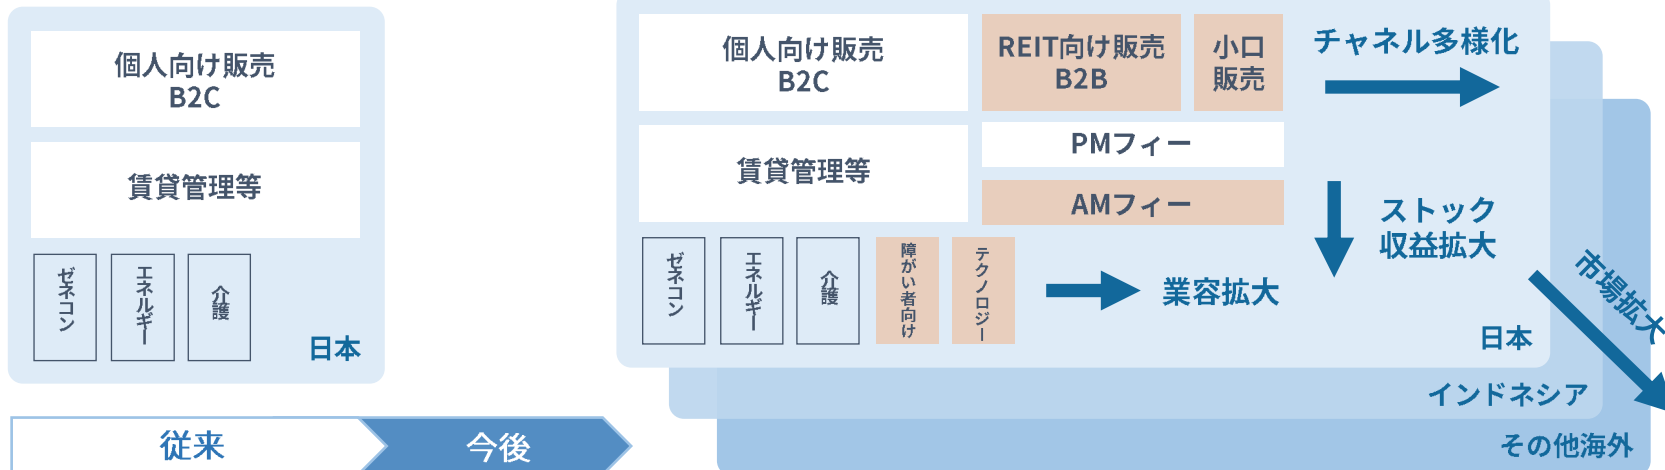 個人向け販売
B2C
賃貸管理等
ゼネコン
エネルギー
介護
日本
従来
今後
個人向け販売
B2C
REIT向け販売
B2B
小口
販売
チャネル多様化
賃貸管理等
PMフィー
AMフィー
ストック
収益拡大
ゼネコン
エネルギー
介護
障がい者向け
テクノロジー
業容拡大
市場拡大
日本
インドネシア
その他海外